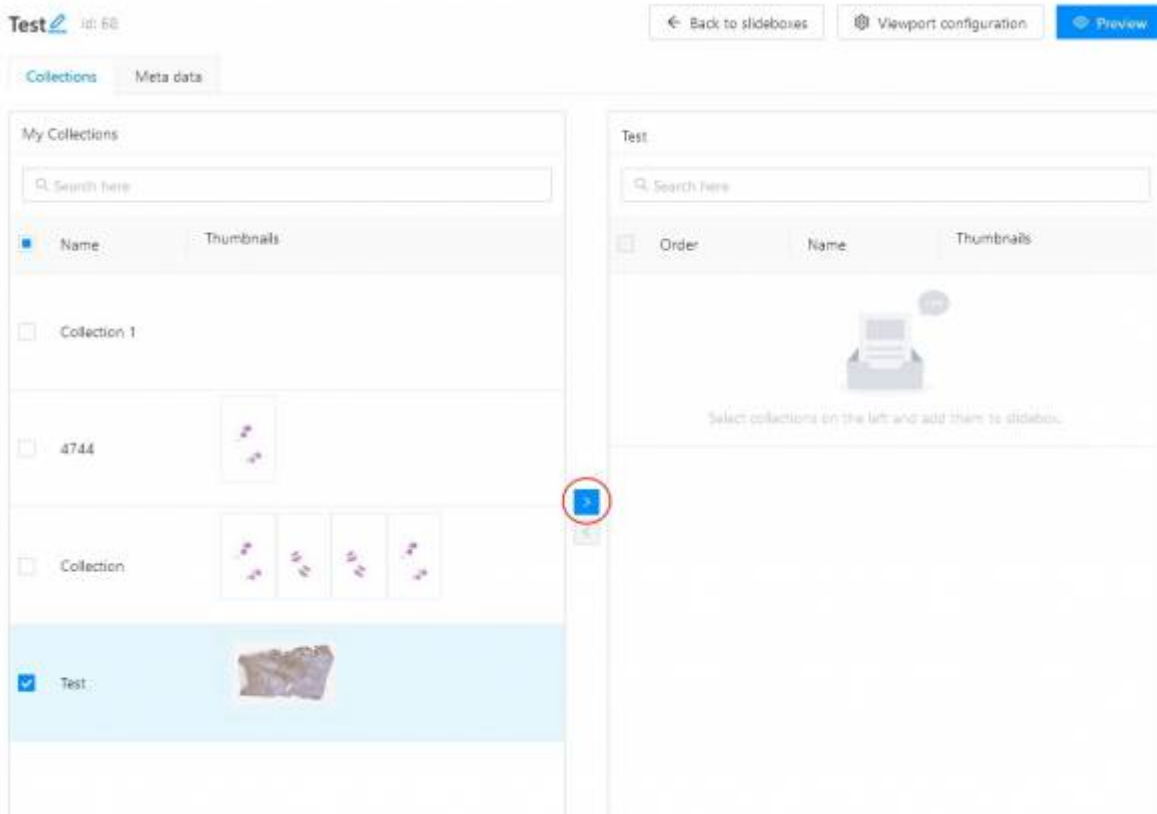 Test id: 68
Back to slideboxes
Viewport configuration
Preview
Collections
Meta data
My Collections
Search here
Name
Thumbnails
Collection 1
4744
Collection
Test
Test
Search here
Order
Name
Thumbnails
Select collections on the left and add them to slidebox.